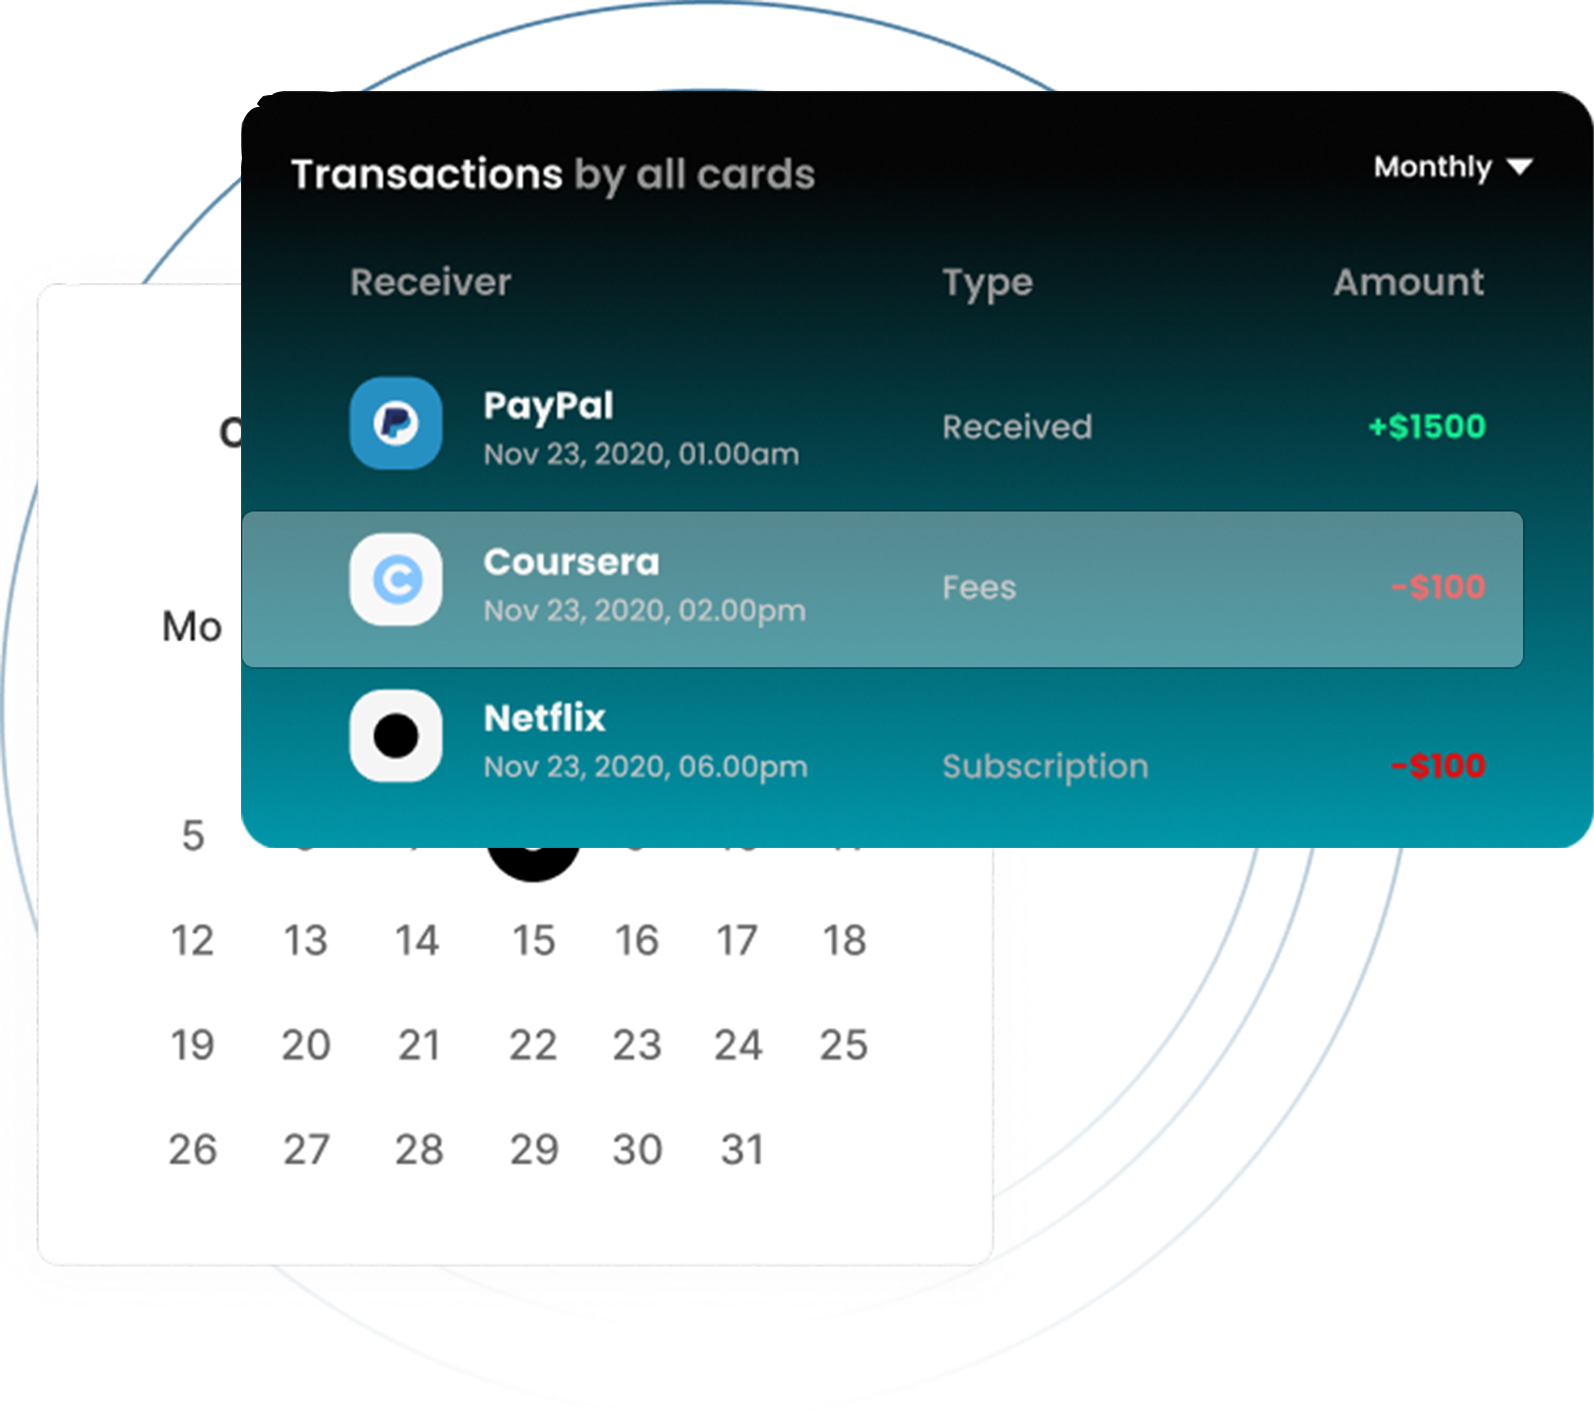 Transactions by all cards
Monthly
Receiver Type Amount
PayPal
Nov 23, 2020, 01.00am
Received
+$1500
Coursera
Nov 23, 2020, 02.00pm
Fees
-$100
Netflix
Nov 23, 2020, 06.00pm
Subscription
-$100
Mo
5
12 13 14 15 16 17 18
19 20 21 22 23 24 25
26 27 28 29 30 31